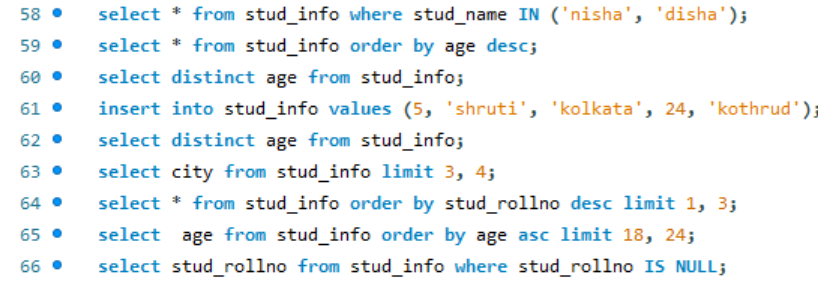 58 select * from stud_info where stud_name IN ('nisha', 'disha');
59 select * from stud_info order by age desc;
60 select distinct age from stud_info;
61 insert into stud_info values (5, 'shruti', 'kolkata', 24, 'kothrud');
62 select distinct age from stud_info;
63 select city from stud_info limit 3, 4;
64 select * from stud_info order by stud_rollno desc limit 1, 3;
65 select  age from stud_info order by age asc limit 18, 24;
66 select stud_rollno from stud_info where stud_rollno IS NULL;